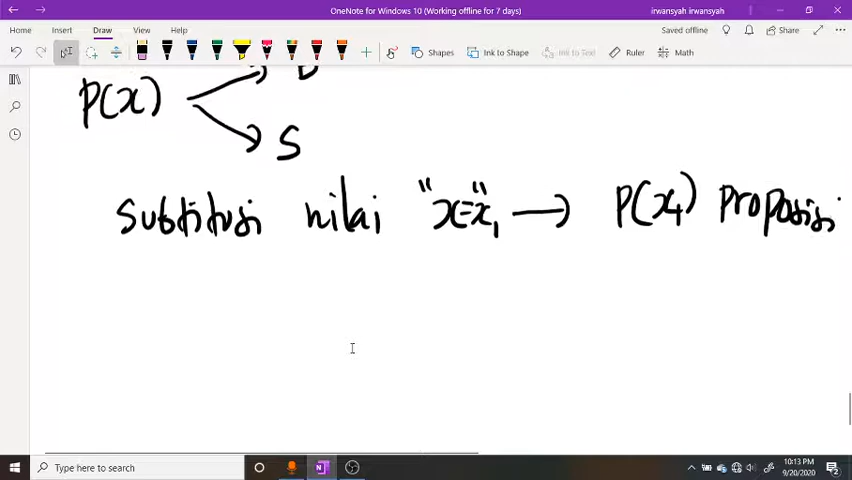 OneNote for Windows 10 (Working offline for 7 days)
irwansyah irwansyah
Home Insert Draw View Help
Saved offline Share
Shapes Ink to Shape Ink to Text Ruler Math
P(x)
S
substitusi nilai "x=x₁" → P(x₁) proposisi
Type here to search
10:13 PM
9/20/2020
2